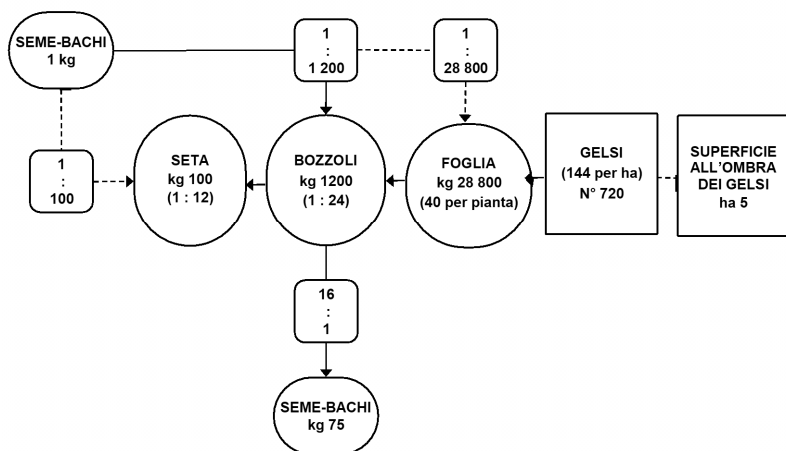 SEME-BACHI
1 kg
1
:
1 200
1
:
28 800
1
:
100
SETA
kg 100
(1 : 12)
BOZZOLI
kg 1200
(1 : 24)
FOGLIA
kg 28 800
(40 per pianta)
GELSI
(144 per ha)
N° 720
SUPERFICIE
ALL'OMBRA
DEI GELSI
ha 5
16
:
1
SEME-BACHI
kg 75